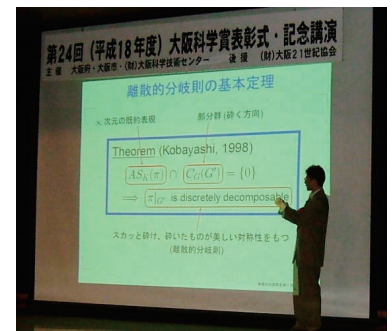 第24回(平成18年度)大阪科学賞表彰式・記念講演
主催 大阪府・大阪市・(財)大阪科学技術センター 後援 (財)大阪21世紀協会
離散的分岐則の基本定理
∞次元の既約表現 部分群(砕く方向)
Theorem (Kobayashi, 1998)
AS_K(π) ∩ C_G(G') = {0}
⟹ π|_G' is discretely decomposable
スカッと砕け、砕いたものが美しい対称性をもつ
(離散的分岐則)